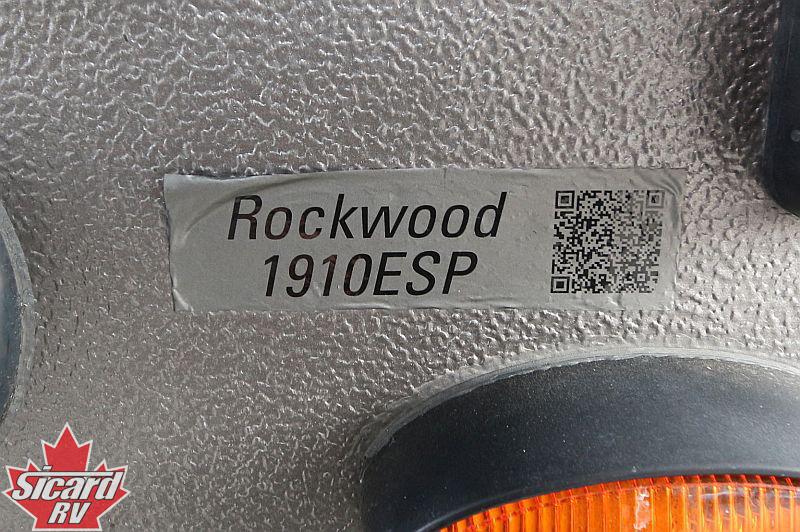 Rockwood
1910ESP
Sicard
RV